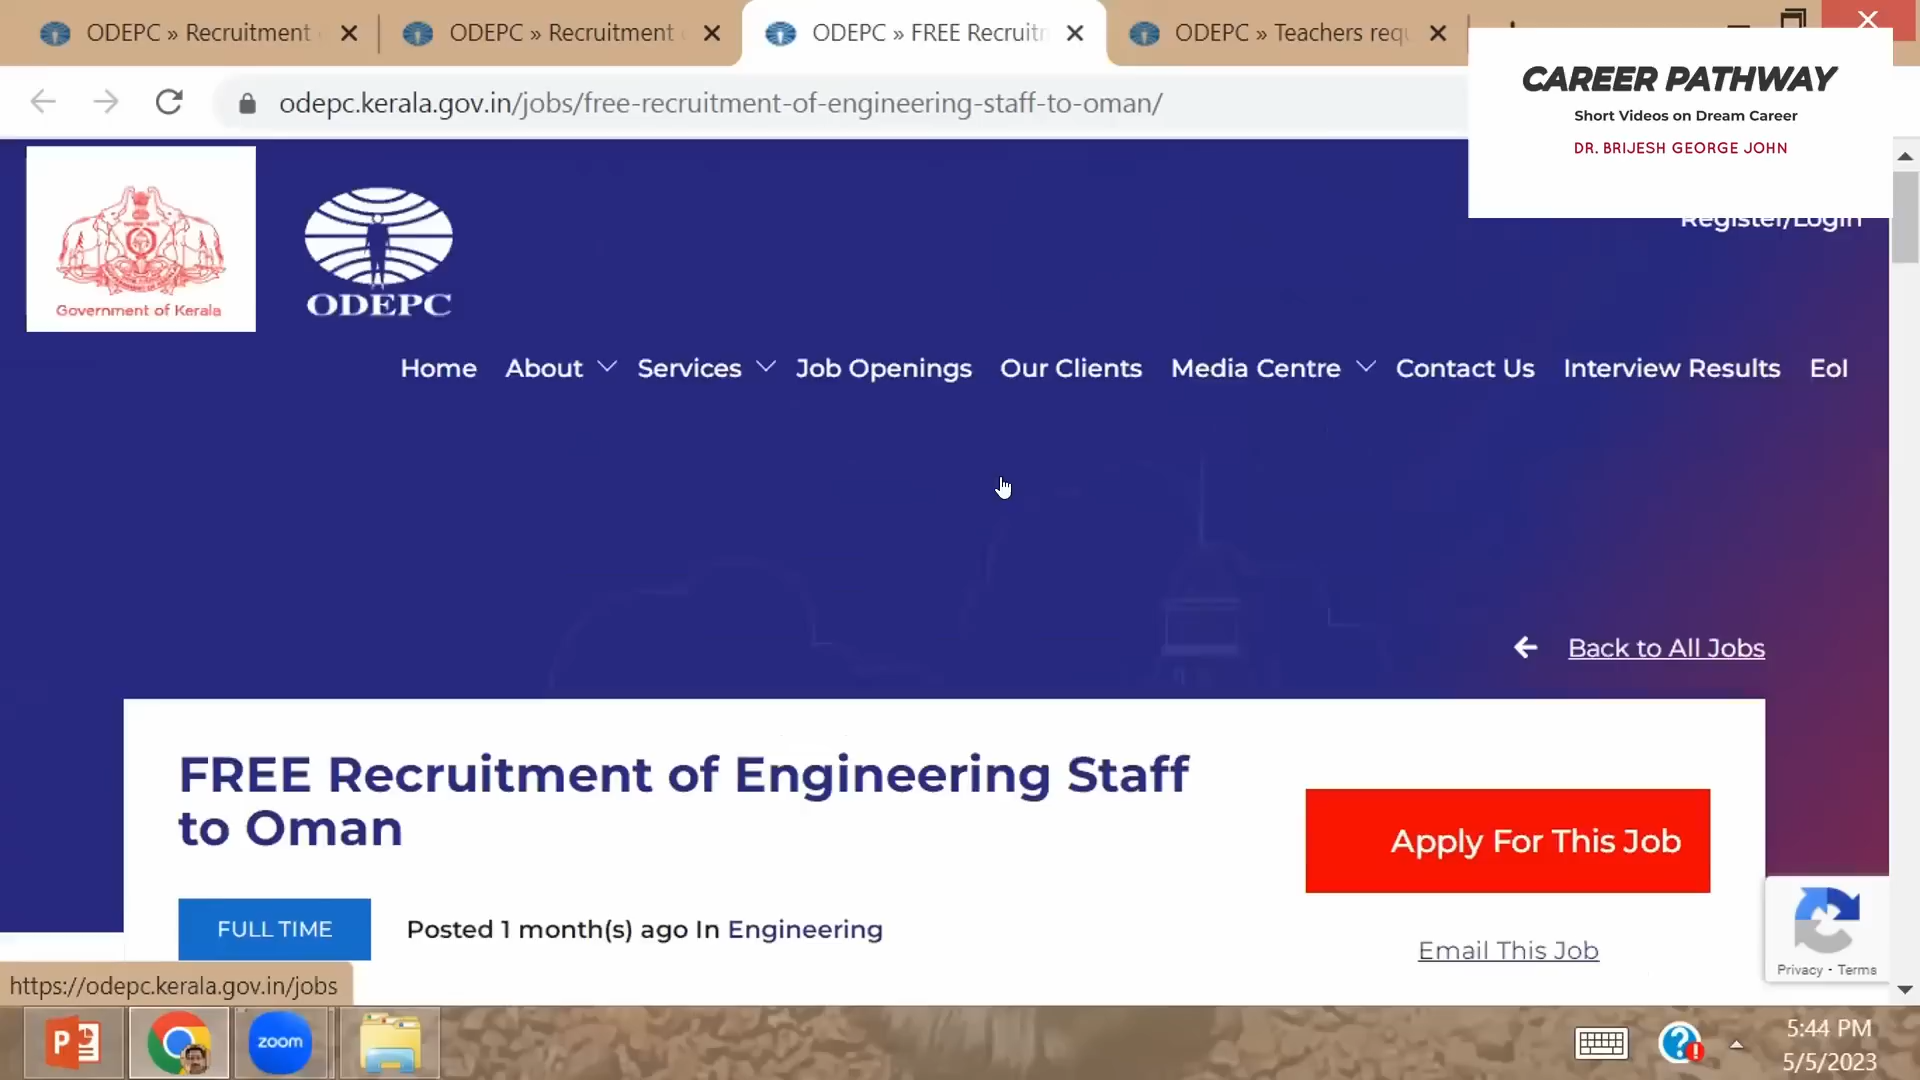 ODEPC » Recruitment
ODEPC » Recruitment
ODEPC » FREE Recruitm
ODEPC » Teachers requ
odepc.kerala.gov.in/jobs/free-recruitment-of-engineering-staff-to-oman/
CAREER PATHWAY
Short Videos on Dream Career
DR. BRIJESH GEORGE JOHN
Register/Login
Government of Kerala
ODEPC
Home About Services Job Openings Our Clients Media Centre Contact Us Interview Results EoI
Back to All Jobs
FREE Recruitment of Engineering Staff
to Oman
Apply For This Job
FULL TIME
Posted 1 month(s) ago In Engineering
Email This Job
Privacy - Terms
https://odepc.kerala.gov.in/jobs
zoom
5:44 PM
5/5/2023